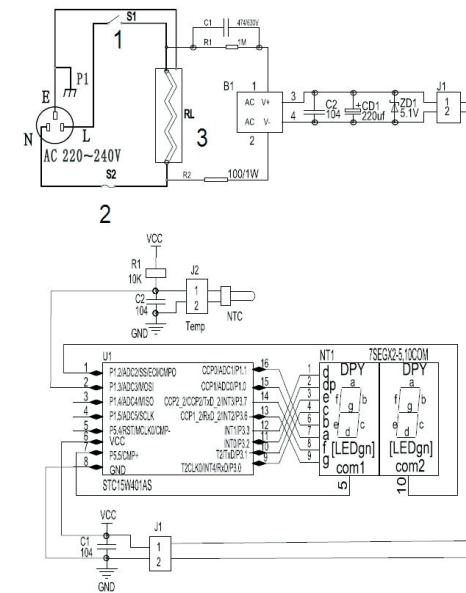 C1 474/630V
S1
1
R1 1M
P1
E
B1 1
N L
RL
AC V+
AC V-
3
4
2
C2
104
CD1
220uf
ZD1
5.1V
J1
1
2
AC 220~240V
3
S2
R2 100/1W
2
VCC
R1
10K
J2
C2
104
1
2
GND
Temp
NTC
U1
1 P1.2/ADC2/SS/ECI/CMPO CCP0/ADC1/P1.1 16
2 P1.3/ADC3/MOSI CCP1/ADC0/P1.0 15
3 P1.4/ADC4/MISO CCP2_2/CCP2/TxD_2/INT3/P3.7 14
4 P1.5/ADC5/SCLK CCP1_2/RxD_2/INT2/P3.6 13
5 P5.4/RST/MCLKO/CMP- INT1/P3.3 12
6 VCC INT0/P3.2 11
7 P5.5/CMP+ T2/TxD/P3.1 10
8 GND T2CLKO/INT4/RxD/P3.0 9
STC15W401AS
NT1 7SEGX2-5,10COM
DPY DPY
1 d
2 p
3 e
4 c
6 b
7 a
8 f
9 g
a
f b
g
e c
d
a
f b
g
e c
d
[LEDgn] [LEDgn]
com1 com2
5 10
VCC
C1
104
J1
1
2
GND